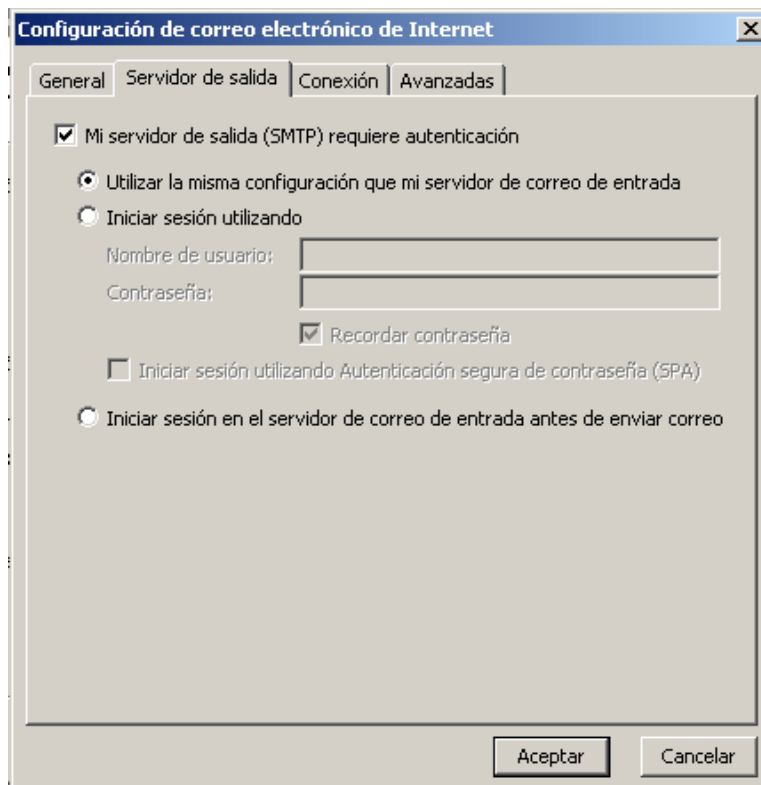 Configuración de correo electrónico de Internet
General Servidor de salida Conexión Avanzadas
Mi servidor de salida (SMTP) requiere autenticación
Utilizar la misma configuración que mi servidor de correo de entrada
Iniciar sesión utilizando
Nombre de usuario:
Contraseña:
Recordar contraseña
Iniciar sesión utilizando Autenticación segura de contraseña (SPA)
Iniciar sesión en el servidor de correo de entrada antes de enviar correo
Aceptar Cancelar